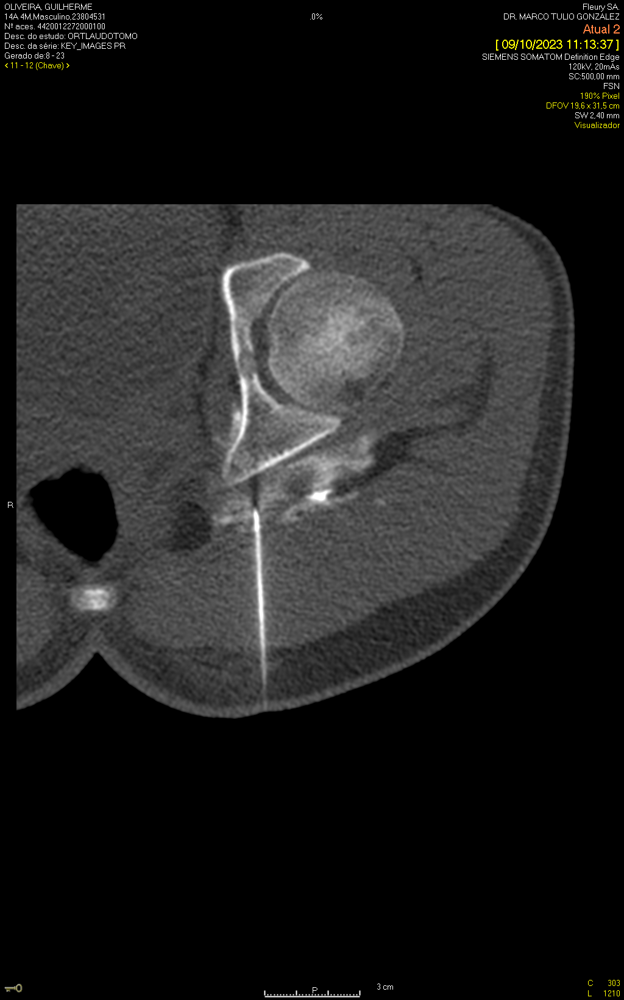 OLIVEIRA, GUILHERME
14A 4M,Masculino,23804531
Nº aces. 4420012272000100
Desc. do estudo: ORTLAUDOTOMO
Desc. da série: KEY_IMAGES PR
Gerado de:8 - 23
< 11 - 12 (Chave) >
.0%
Fleury SA.
DR. MARCO TULIO GONZALEZ
Atual 2
[ 09/10/2023 11:13:37 ]
SIEMENS SOMATOM Definition Edge
120kV, 20mAs
SC:500,00 mm
FSN
190% Pixel
DFOV 19,6 x 31,5 cm
SW 2,40 mm
Visualizador
R
P
3 cm
C 303
L 1210